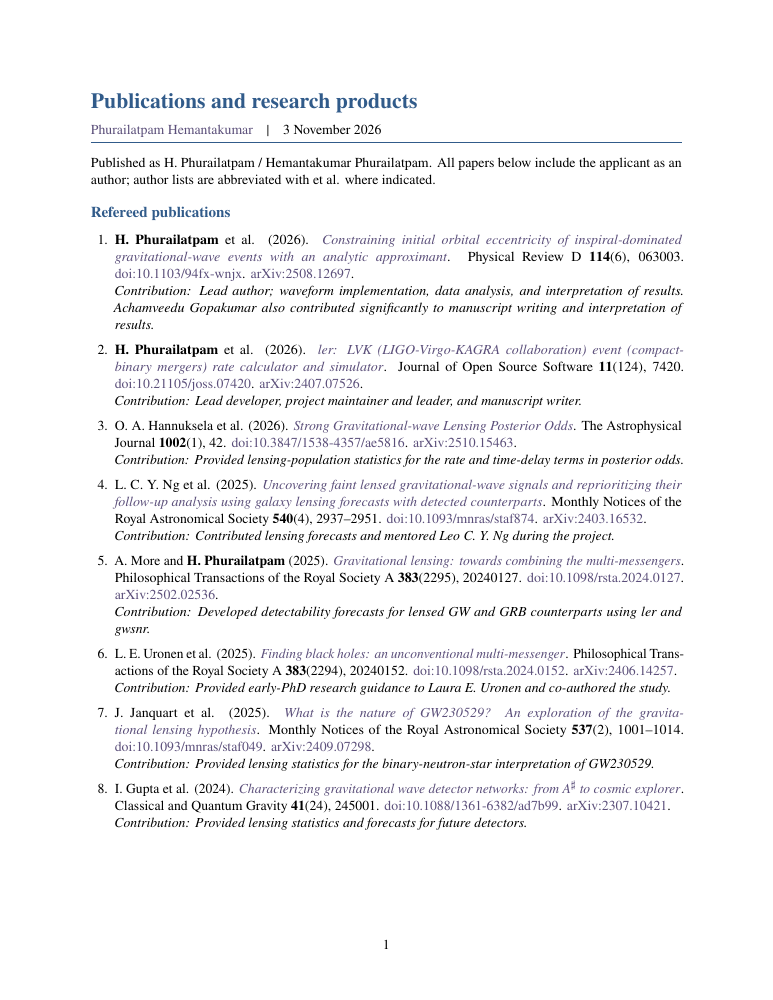 Publications and research products
Phurailatpam Hemantakumar | 3 November 2026
Published as H. Phurailatpam / Hemantakumar Phurailatpam. All papers below include the applicant as an
author; author lists are abbreviated with et al. where indicated.
Refereed publications
1. H. Phurailatpam et al. (2026). Constraining initial orbital eccentricity of inspiral-dominated
gravitational-wave events with an analytic approximant. Physical Review D 114(6), 063003.
doi:10.1103/94fx-wnjx. arXiv:2508.12697.
Contribution: Lead author; waveform implementation, data analysis, and interpretation of results.
Achamveedu Gopakumar also contributed significantly to manuscript writing and interpretation of
results.
2. H. Phurailatpam et al. (2026). ler: LVK (LIGO-Virgo-KAGRA collaboration) event (compact-
binary mergers) rate calculator and simulator. Journal of Open Source Software 11(124), 7420.
doi:10.21105/joss.07420. arXiv:2407.07526.
Contribution: Lead developer, project maintainer and leader, and manuscript writer.
3. O. A. Hannuksela et al. (2026). Strong Gravitational-wave Lensing Posterior Odds. The Astrophysical
Journal 1002(1), 42. doi:10.3847/1538-4357/ae5816. arXiv:2510.15463.
Contribution: Provided lensing-population statistics for the rate and time-delay terms in posterior odds.
4. L. C. Y. Ng et al. (2025). Uncovering faint lensed gravitational-wave signals and reprioritizing their
follow-up analysis using galaxy lensing forecasts with detected counterparts. Monthly Notices of the
Royal Astronomical Society 540(4), 2937–2951. doi:10.1093/mnras/staf874. arXiv:2403.16532.
Contribution: Contributed lensing forecasts and mentored Leo C. Y. Ng during the project.
5. A. More and H. Phurailatpam (2025). Gravitational lensing: towards combining the multi-messengers.
Philosophical Transactions of the Royal Society A 383(2295), 20240127. doi:10.1098/rsta.2024.0127.
arXiv:2502.02536.
Contribution: Developed detectability forecasts for lensed GW and GRB counterparts using ler and
gwsnr.
6. L. E. Uronen et al. (2025). Finding black holes: an unconventional multi-messenger. Philosophical Trans-
actions of the Royal Society A 383(2294), 20240152. doi:10.1098/rsta.2024.0152. arXiv:2406.14257.
Contribution: Provided early-PhD research guidance to Laura E. Uronen and co-authored the study.
7. J. Janquart et al. (2025). What is the nature of GW230529? An exploration of the gravita-
tional lensing hypothesis. Monthly Notices of the Royal Astronomical Society 537(2), 1001–1014.
doi:10.1093/mnras/staf049. arXiv:2409.07298.
Contribution: Provided lensing statistics for the binary-neutron-star interpretation of GW230529.
8. I. Gupta et al. (2024). Characterizing gravitational wave detector networks: from A♯ to cosmic explorer.
Classical and Quantum Gravity 41(24), 245001. doi:10.1088/1361-6382/ad7b99. arXiv:2307.10421.
Contribution: Provided lensing statistics and forecasts for future detectors.
1